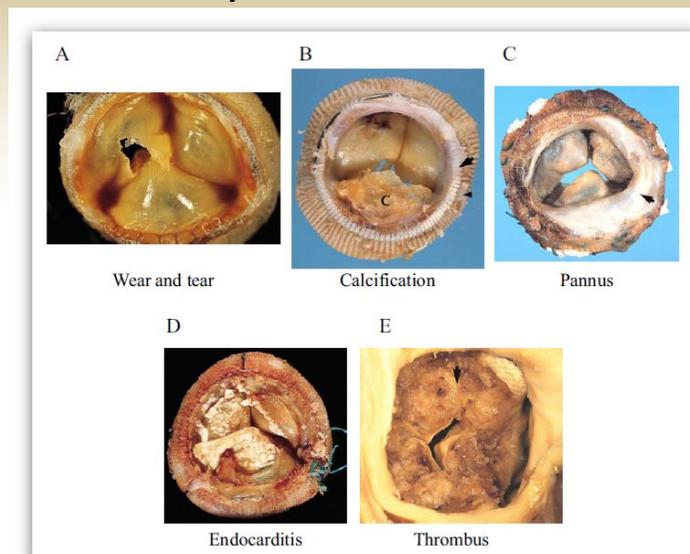 A
B
C
C
Wear and tear
Calcification
Pannus
D
E
Endocarditis
Thrombus